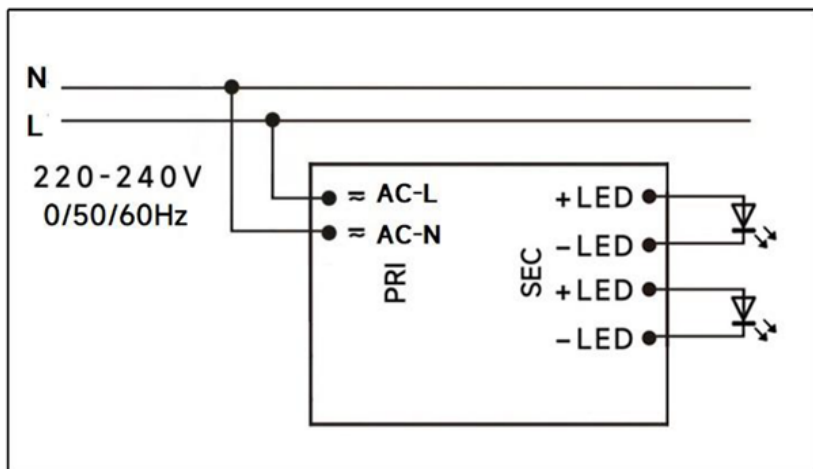 N
L
220-240V
0/50/60Hz
≂ AC-L
≂ AC-N
PRI
SEC
+LED
-LED
+LED
-LED